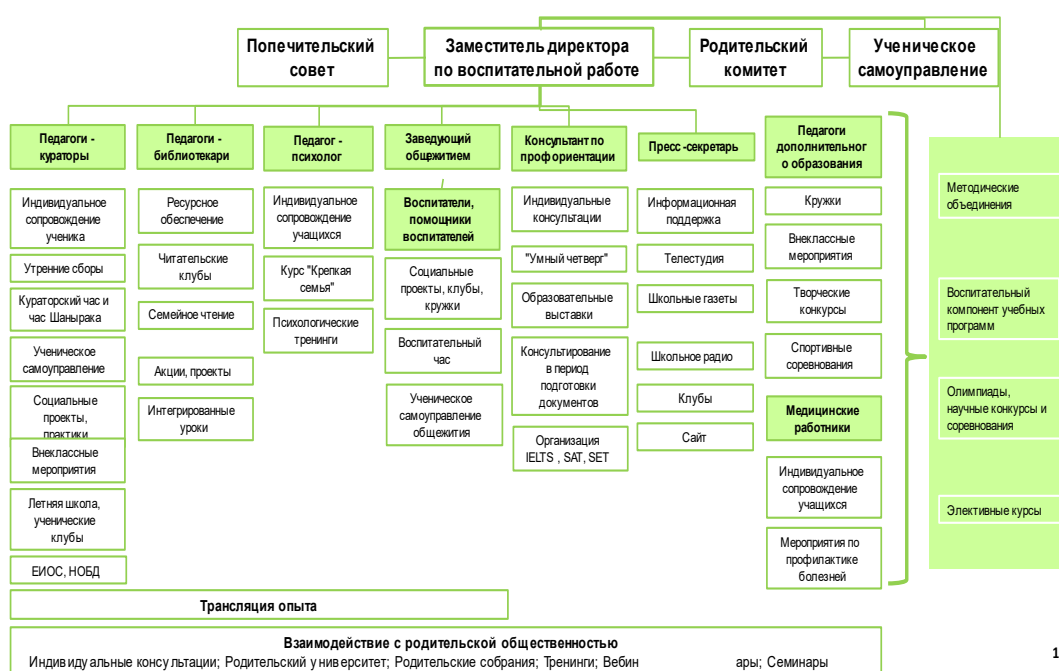 Попечительский
совет
Заместитель директора
по воспитательной работе
Родительский
комитет
Ученическое
самоуправление
Педагоги -
кураторы
Индивидуальное
сопровождение
ученика
Утренние сборы
Кураторский час и
час Шанырака
Ученическое
самоуправление
Социальные
проекты,
практики
Внеклассные
мероприятия
Летняя школа,
ученические
клубы
ЕИОС, НОБД
Педагоги -
библиотекари
Ресурсное
обеспечение
Читательские
клубы
Семейное чтение
Акции, проекты
Интегрированные
уроки
Педагог -
психолог
Индивидуальное
сопровождение
учащихся
Курс "Крепкая
семья"
Психологические
тренинги
Заведующий
общежитием
Воспитатели,
помощники
воспитателей
Социальные
проекты, клубы,
кружки
Воспитательный
час
Ученическое
самоуправление
общежития
Консультант по
профориентации
Индивидуальные
консультации
"Умный четверг"
Образовательные
выставки
Консультирование
в период
подготовки
документов
Организация
IELTS , SAT, SET
Пресс -секретарь
Информационная
поддержка
Телестудия
Школьные газеты
Школьное радио
Клубы
Сайт
Педагоги
дополнительног
о образования
Кружки
Внеклассные
мероприятия
Творческие
конкурсы
Спортивные
соревнования
Медицинские
работники
Индивидуальное
сопровождение
учащихся
Мероприятия по
профилактике
болезней
Методические
объединения
Воспитательный
компонент учебных
программ
Олимпиады,
научные конкурсы и
соревнования
Элективные курсы
Трансляция опыта
Взаимодействие с родительской общественностью
Индивидуальные консультации; Родительский университет; Родительские собрания; Тренинги; Вебин ары; Семинары
1